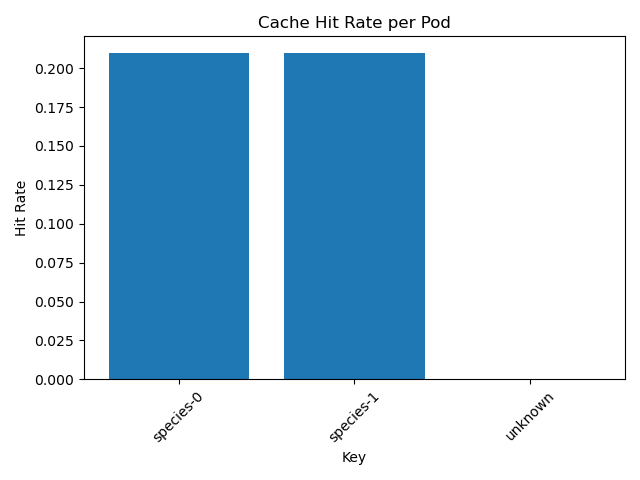 Cache Hit Rate per Pod
0.200
0.175
0.150
0.125
0.100
0.075
0.050
0.025
0.000
Hit Rate
species-0
species-1
unknown
Key